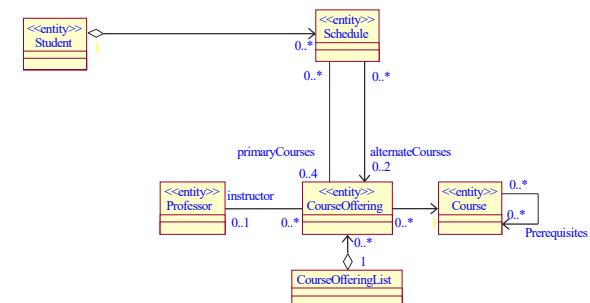 <<entity>>
Student
1
<<entity>>
Schedule
0..*
0..*
0..*
primaryCourses
alternateCourses
0..4
0..2
<<entity>>
Professor
instructor
0..1
0..*
<<entity>>
CourseOffering
0..*
1
<<entity>>
Course
0..*
0..*
Prerequisites
0..*
1
CourseOfferingList